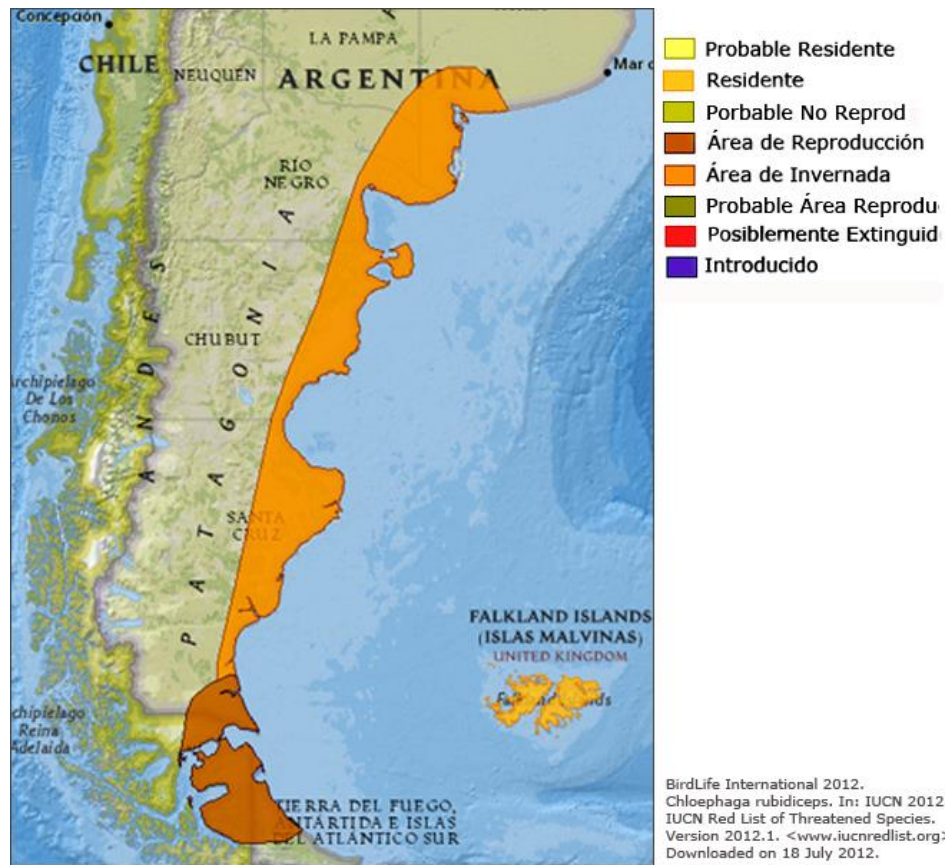 Concepción
LA PAMPA
CHILE
NEUQUÉN
ARGENTINA
Mar d
RÍO
NEGRO
ANDES
PATAGONIA
CHUBUT
Archipielago
De Los
Chonos
SANTA
CRUZ
FALKLAND ISLANDS
(ISLAS MALVINAS)
UNITED KINGDOM
chipielago
Reina
Adelaida
TIERRA DEL FUEGO,
ANTÁRTIDA E ISLAS
DEL ATLÁNTICO SUR
Probable Residente
Residente
Porbable No Reprod
Área de Reproducción
Área de Invernada
Probable Área Reprodu
Posiblemente Extinguid
Introducido
BirdLife International 2012.
Chloephaga rubidiceps. In: IUCN 2012
IUCN Red List of Threatened Species.
Version 2012.1. <www.iucnredlist.org>
Downloaded on 18 July 2012.